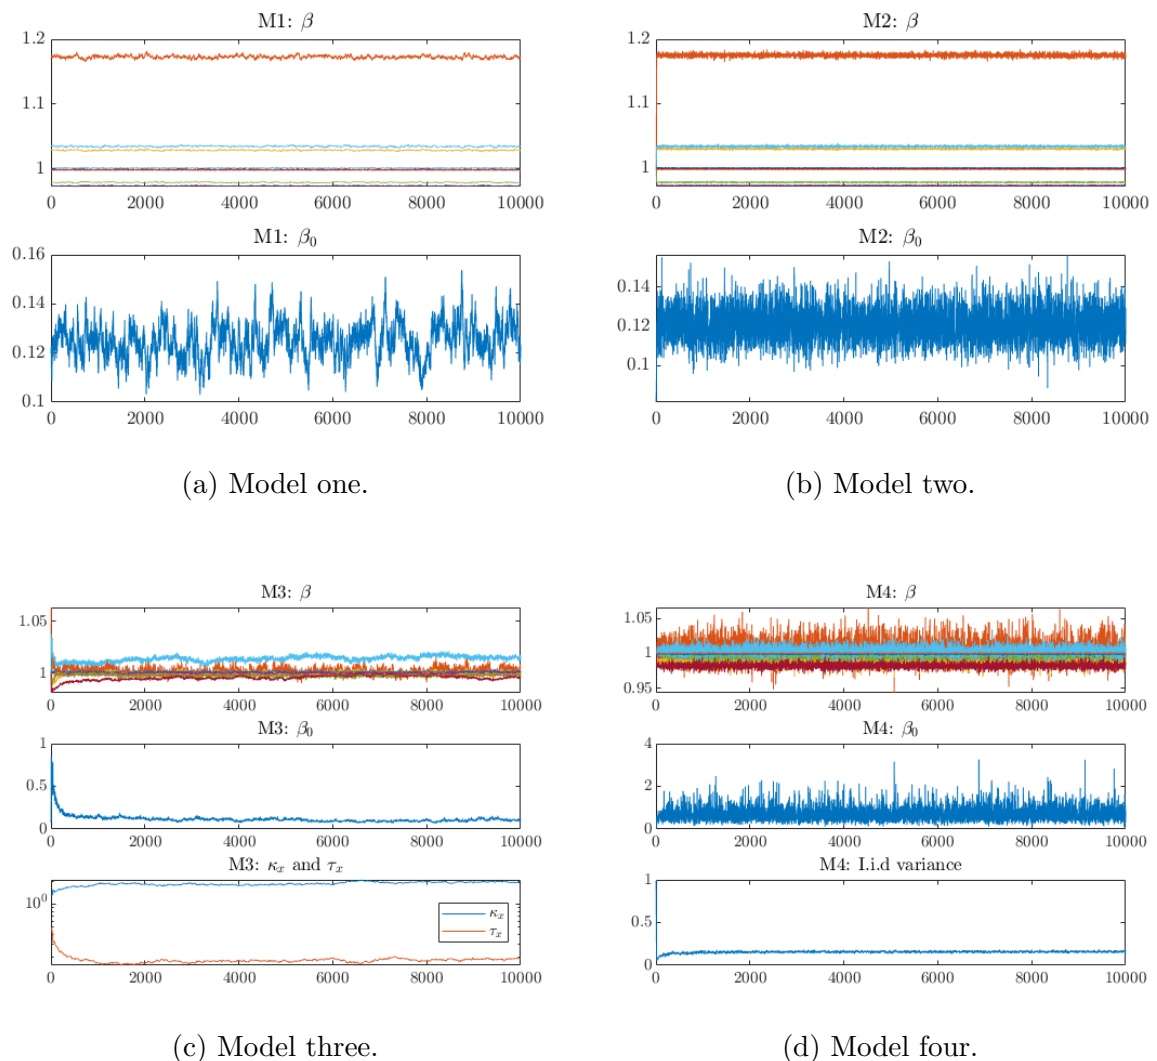 M1: β
1.2
1.1
1
0 2000 4000 6000 8000 10000
M1: β₀
0.16
0.14
0.12
0.1
0 2000 4000 6000 8000 10000
(a) Model one.
M2: β
1.2
1.1
1
0 2000 4000 6000 8000 10000
M2: β₀
0.14
0.12
0.1
0 2000 4000 6000 8000 10000
(b) Model two.
M3: β
1.05
1
0 2000 4000 6000 8000 10000
M3: β₀
1
0.5
0
0 2000 4000 6000 8000 10000
M3: κₓ and τₓ
10⁰
κₓ
τₓ
0 2000 4000 6000 8000 10000
(c) Model three.
M4: β
1.05
1
0.95
0 2000 4000 6000 8000 10000
M4: β₀
4
2
0
0 2000 4000 6000 8000 10000
M4: I.i.d variance
1
0.5
0
0 2000 4000 6000 8000 10000
(d) Model four.